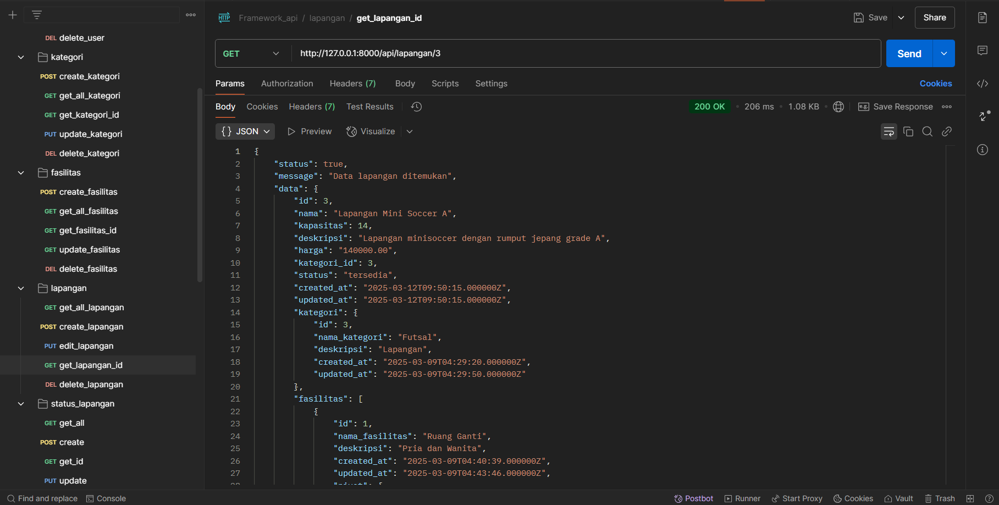 DEL delete_user
kategori
POST create_kategori
GET get_all_kategori
GET get_kategori_id
PUT update_kategori
DEL delete_kategori
fasilitas
POST create_fasilitas
GET get_all_fasilitas
GET get_fasilitas_id
GET update_fasilitas
DEL delete_fasilitas
lapangan
GET get_all_lapangan
POST create_lapangan
PUT edit_lapangan
GET get_lapangan_id
DEL delete_lapangan
status_lapangan
GET get_all
POST create
GET get_id
PUT update
HTTP Framework_api / lapangan / get_lapangan_id
Save
Share
GET http://127.0.0.1:8000/api/lapangan/3
Send
Params Authorization Headers (7) Body Scripts Settings
Cookies
Body Cookies Headers (7) Test Results
200 OK • 206 ms • 1.08 KB • e.g. Save Response
{} JSON Preview Visualize
1 {
2 "status": true,
3 "message": "Data lapangan ditemukan",
4 "data": {
5 "id": 3,
6 "nama": "Lapangan Mini Soccer A",
7 "kapasitas": 14,
8 "deskripsi": "Lapangan minisoccer dengan rumput jepang grade A",
9 "harga": "140000.00",
10 "kategori_id": 3,
11 "status": "tersedia",
12 "created_at": "2025-03-12T09:50:15.000000Z",
13 "updated_at": "2025-03-12T09:50:15.000000Z",
14 "kategori": {
15 "id": 3,
16 "nama_kategori": "Futsal",
17 "deskripsi": "Lapangan",
18 "created_at": "2025-03-09T04:29:20.000000Z",
19 "updated_at": "2025-03-09T04:29:50.000000Z"
20 },
21 "fasilitas": [
22 {
23 "id": 1,
24 "nama_fasilitas": "Ruang Ganti",
25 "deskripsi": "Pria dan Wanita",
26 "created_at": "2025-03-09T04:40:39.000000Z",
27 "updated_at": "2025-03-09T04:43:46.000000Z",
Find and replace Console
Postbot Runner Start Proxy Cookies Vault Trash